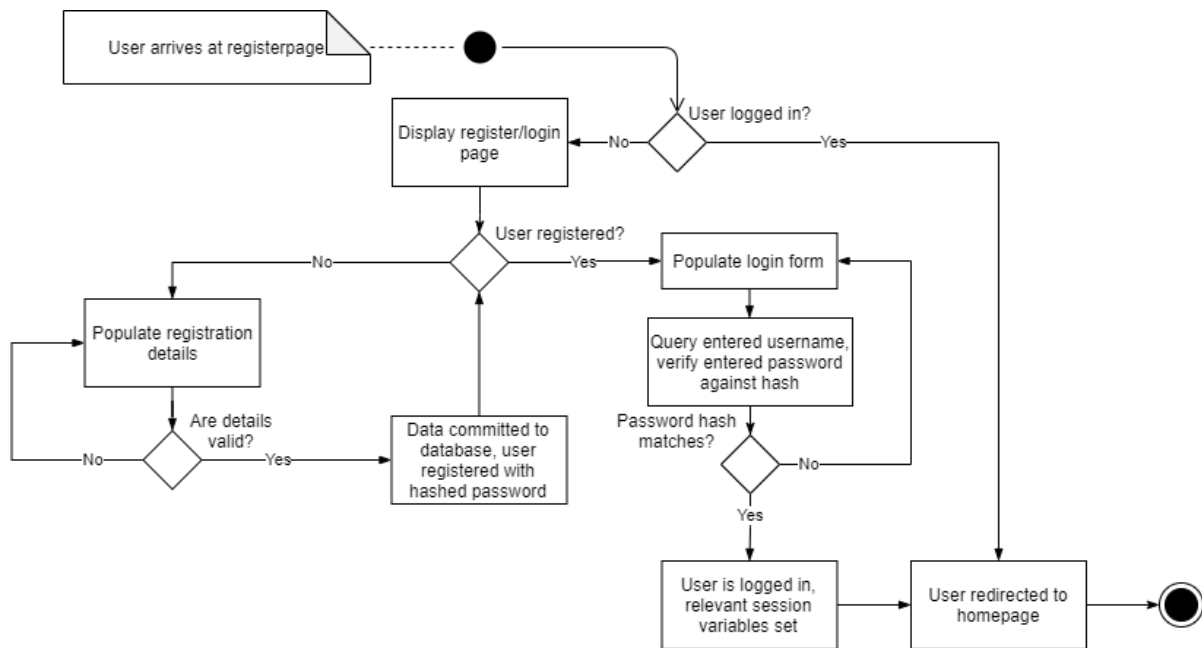 User arrives at registerpage
User logged in?
Display register/login
page
No
Yes
User registered?
No
Yes
Populate login form
Populate registration
details
Query entered username,
verify entered password
against hash
Are details
valid?
No
Yes
Data committed to
database, user
registered with
hashed password
Password hash
matches?
No
Yes
User is logged in,
relevant session
variables set
User redirected to
homepage